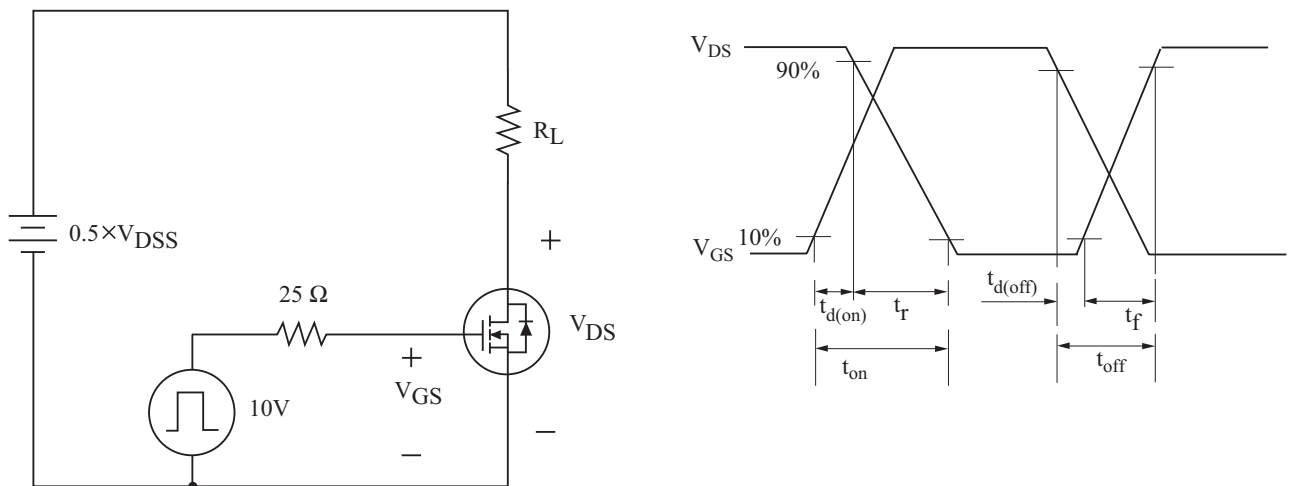 R_L
0.5×V_DSS
25 Ω
+
V_DS
+
V_GS
10V
−
−
V_DS
90%
V_GS
10%
t_d(on)
t_r
t_d(off)
t_f
t_on
t_off